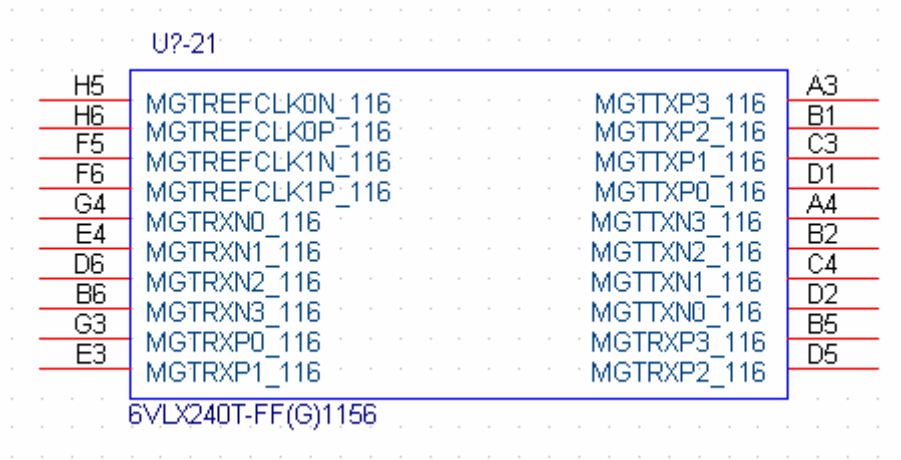 U?-21
H5 MGTREFCLK0N_116 MGTTXP3_116 A3
H6 MGTREFCLK0P_116 MGTTXP2_116 B1
F5 MGTREFCLK1N_116 MGTTXP1_116 C3
F6 MGTREFCLK1P_116 MGTTXP0_116 D1
G4 MGTRXN0_116 MGTTXN3_116 A4
E4 MGTRXN1_116 MGTTXN2_116 B2
D6 MGTRXN2_116 MGTTXN1_116 C4
B6 MGTRXN3_116 MGTTXN0_116 D2
G3 MGTRXP0_116 MGTRXP3_116 B5
E3 MGTRXP1_116 MGTRXP2_116 D5
6VLX240T-FF(G)1156